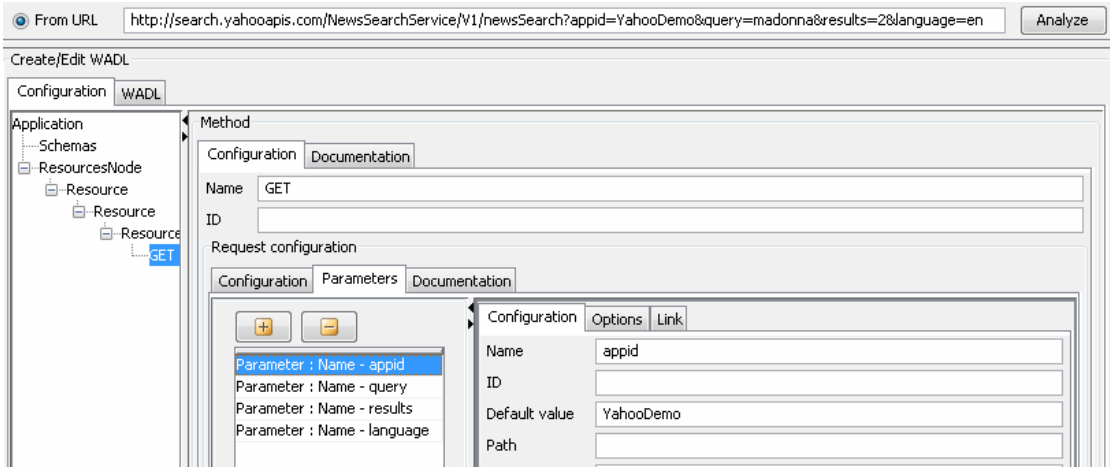 From URL http://search.yahooapis.com/NewsSearchService/V1/newsSearch?appid=YahooDemo&query=madonna&results=2&language=en Analyze
Create/Edit WADL
Configuration WADL
Application
Schemas
ResourcesNode
Resource
Resource
Resource
GET
Method
Configuration Documentation
Name GET
ID
Request configuration
Configuration Parameters Documentation
Parameter : Name - appid
Parameter : Name - query
Parameter : Name - results
Parameter : Name - language
Configuration Options Link
Name appid
ID
Default value YahooDemo
Path